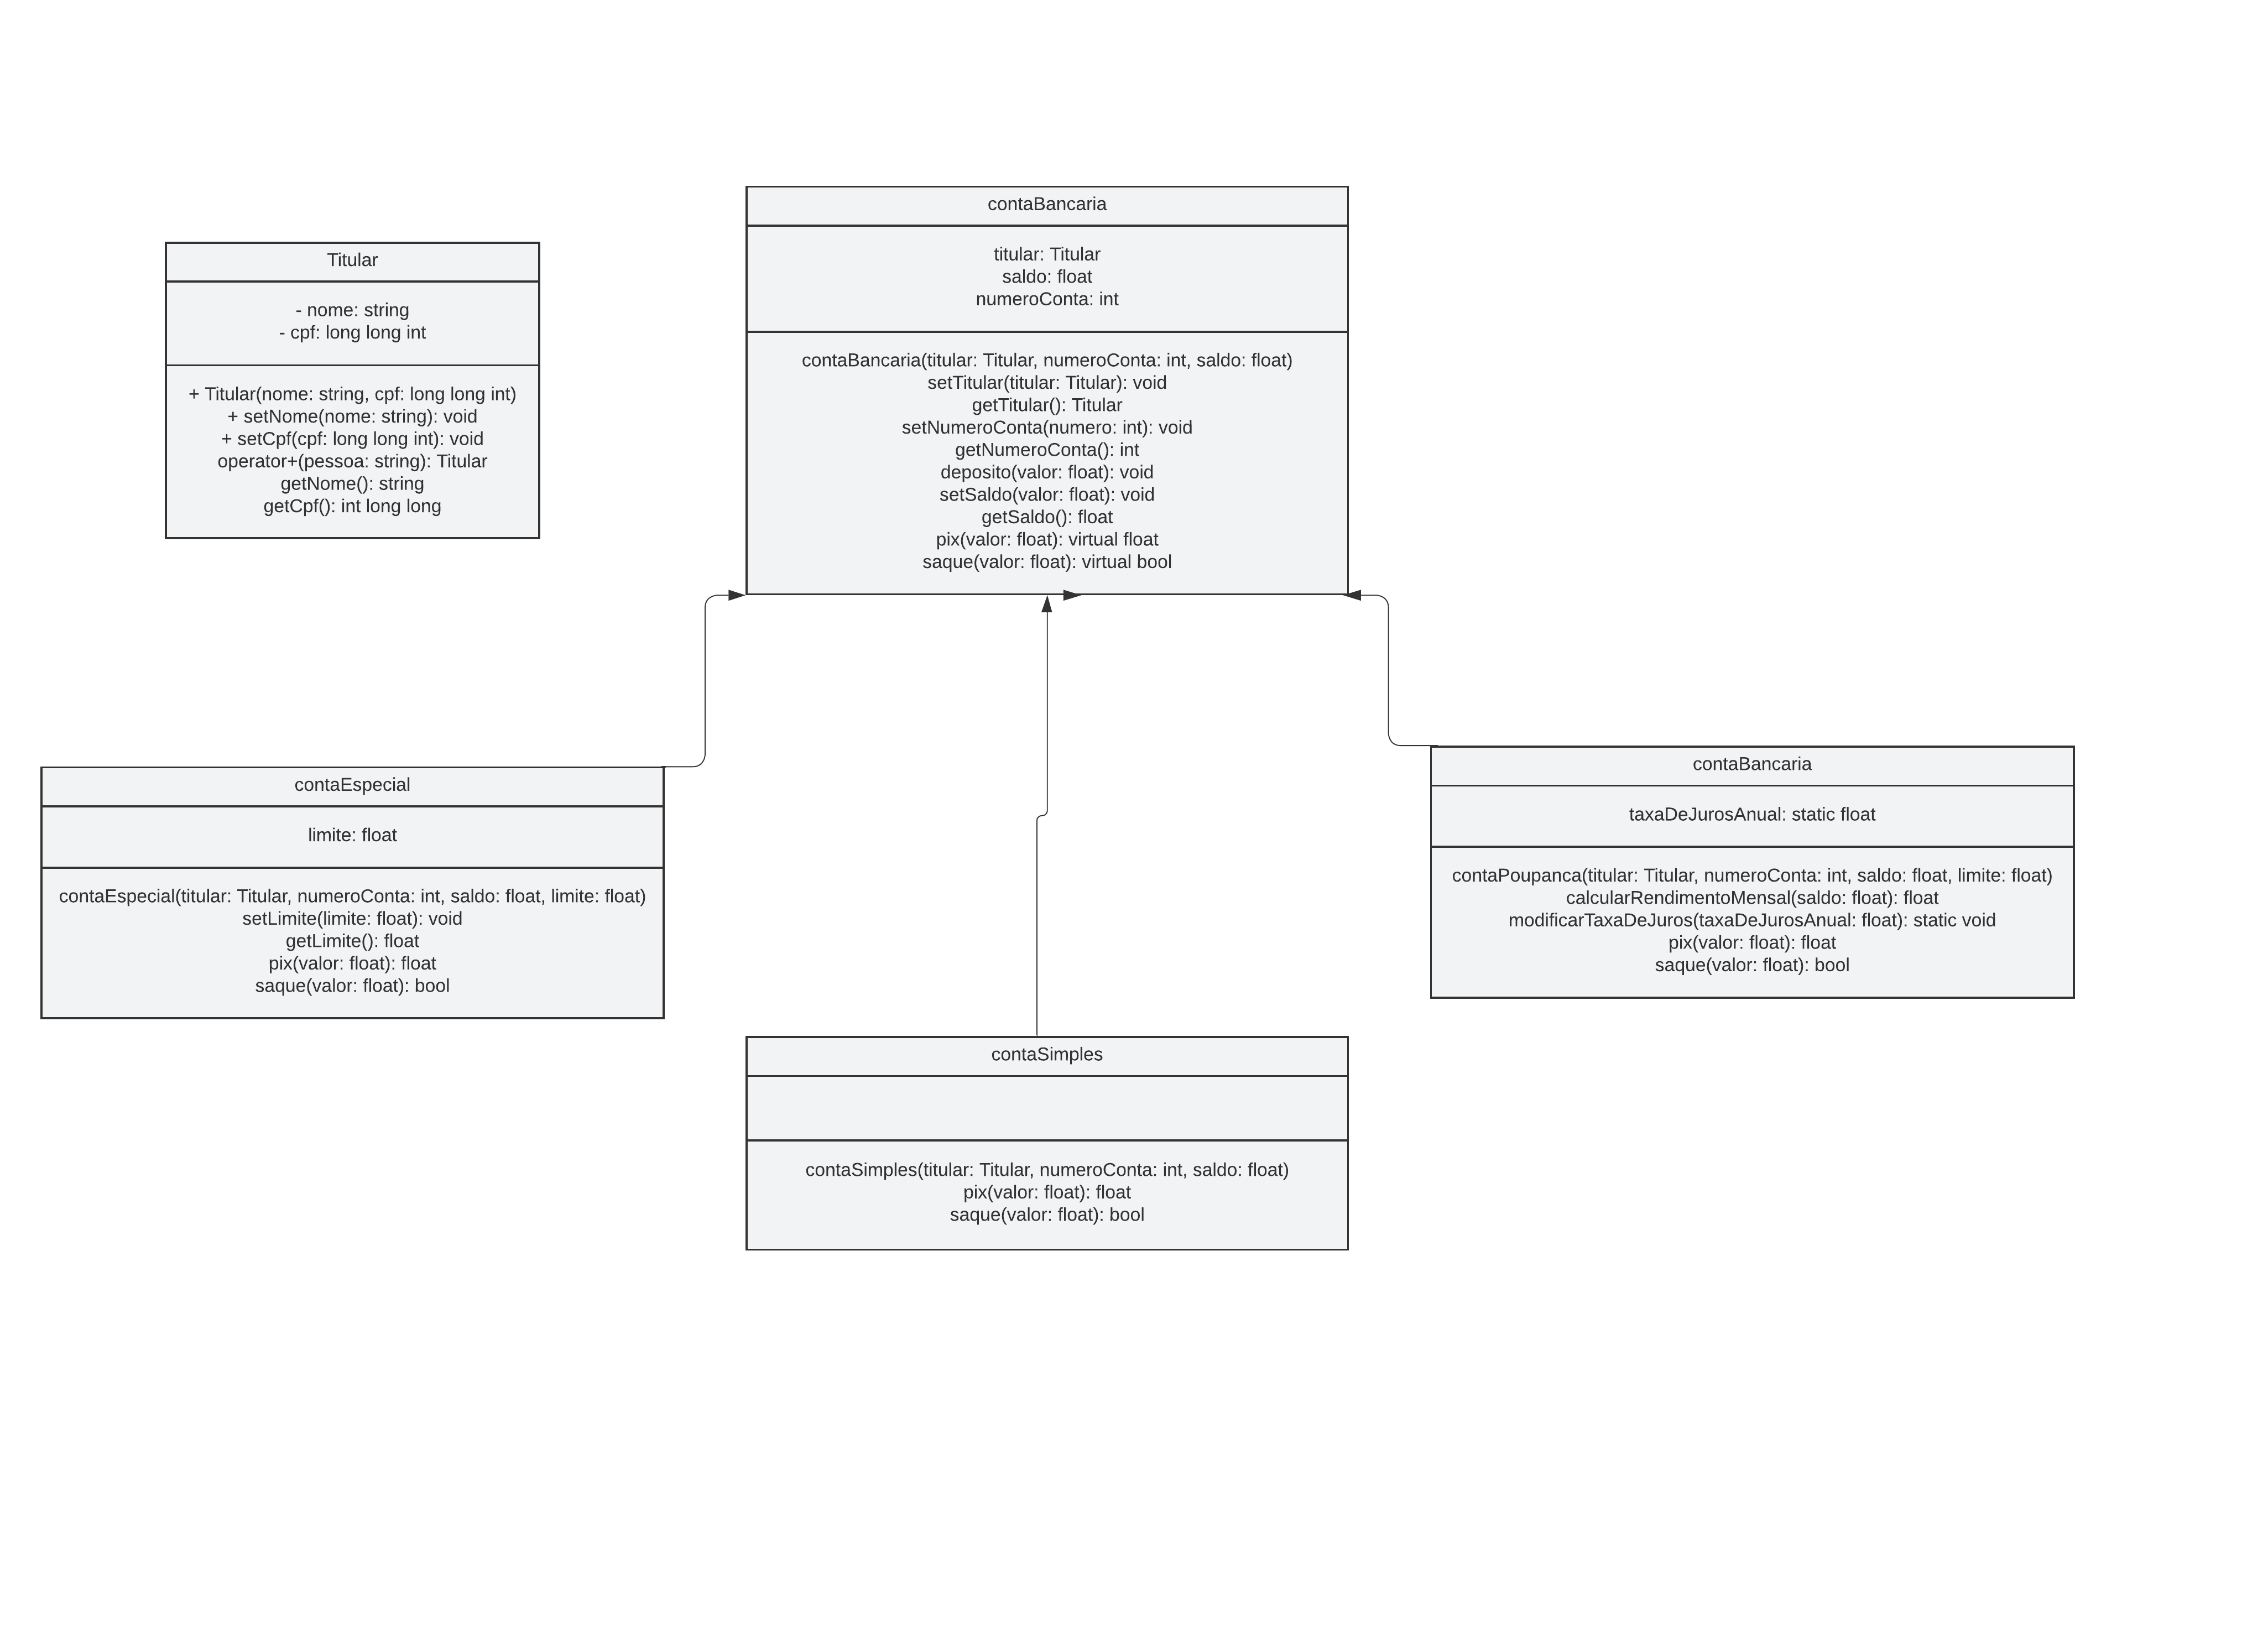 contaBancaria
titular: Titular
saldo: float
numeroConta: int
contaBancaria(titular: Titular, numeroConta: int, saldo: float)
setTitular(titular: Titular): void
getTitular(): Titular
setNumeroConta(numero: int): void
getNumeroConta(): int
deposito(valor: float): void
setSaldo(valor: float): void
getSaldo(): float
pix(valor: float): virtual float
saque(valor: float): virtual bool
Titular
- nome: string
- cpf: long long int
+ Titular(nome: string, cpf: long long int)
+ setNome(nome: string): void
+ setCpf(cpf: long long int): void
operator+(pessoa: string): Titular
getNome(): string
getCpf(): int long long
contaEspecial
limite: float
contaEspecial(titular: Titular, numeroConta: int, saldo: float, limite: float)
setLimite(limite: float): void
getLimite(): float
pix(valor: float): float
saque(valor: float): bool
contaBancaria
taxaDeJurosAnual: static float
contaPoupanca(titular: Titular, numeroConta: int, saldo: float, limite: float)
calcularRendimentoMensal(saldo: float): float
modificarTaxaDeJuros(taxaDeJurosAnual: float): static void
pix(valor: float): float
saque(valor: float): bool
contaSimples
contaSimples(titular: Titular, numeroConta: int, saldo: float)
pix(valor: float): float
saque(valor: float): bool